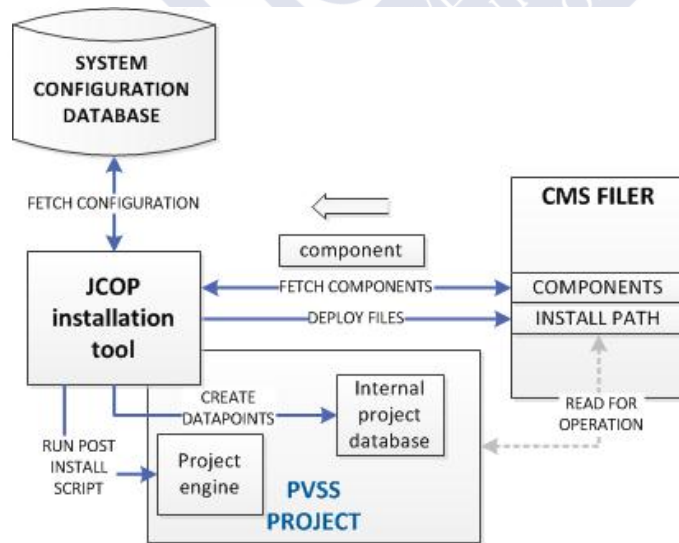 SYSTEM
CONFIGURATION
DATABASE
FETCH CONFIGURATION
CMS FILER
component
JCOP
installation
tool
FETCH COMPONENTS
COMPONENTS
DEPLOY FILES
INSTALL PATH
CREATE
DATAPOINTS
Internal
project
database
READ FOR
OPERATION
RUN POST
INSTALL
SCRIPT
Project
engine
PVSS
PROJECT